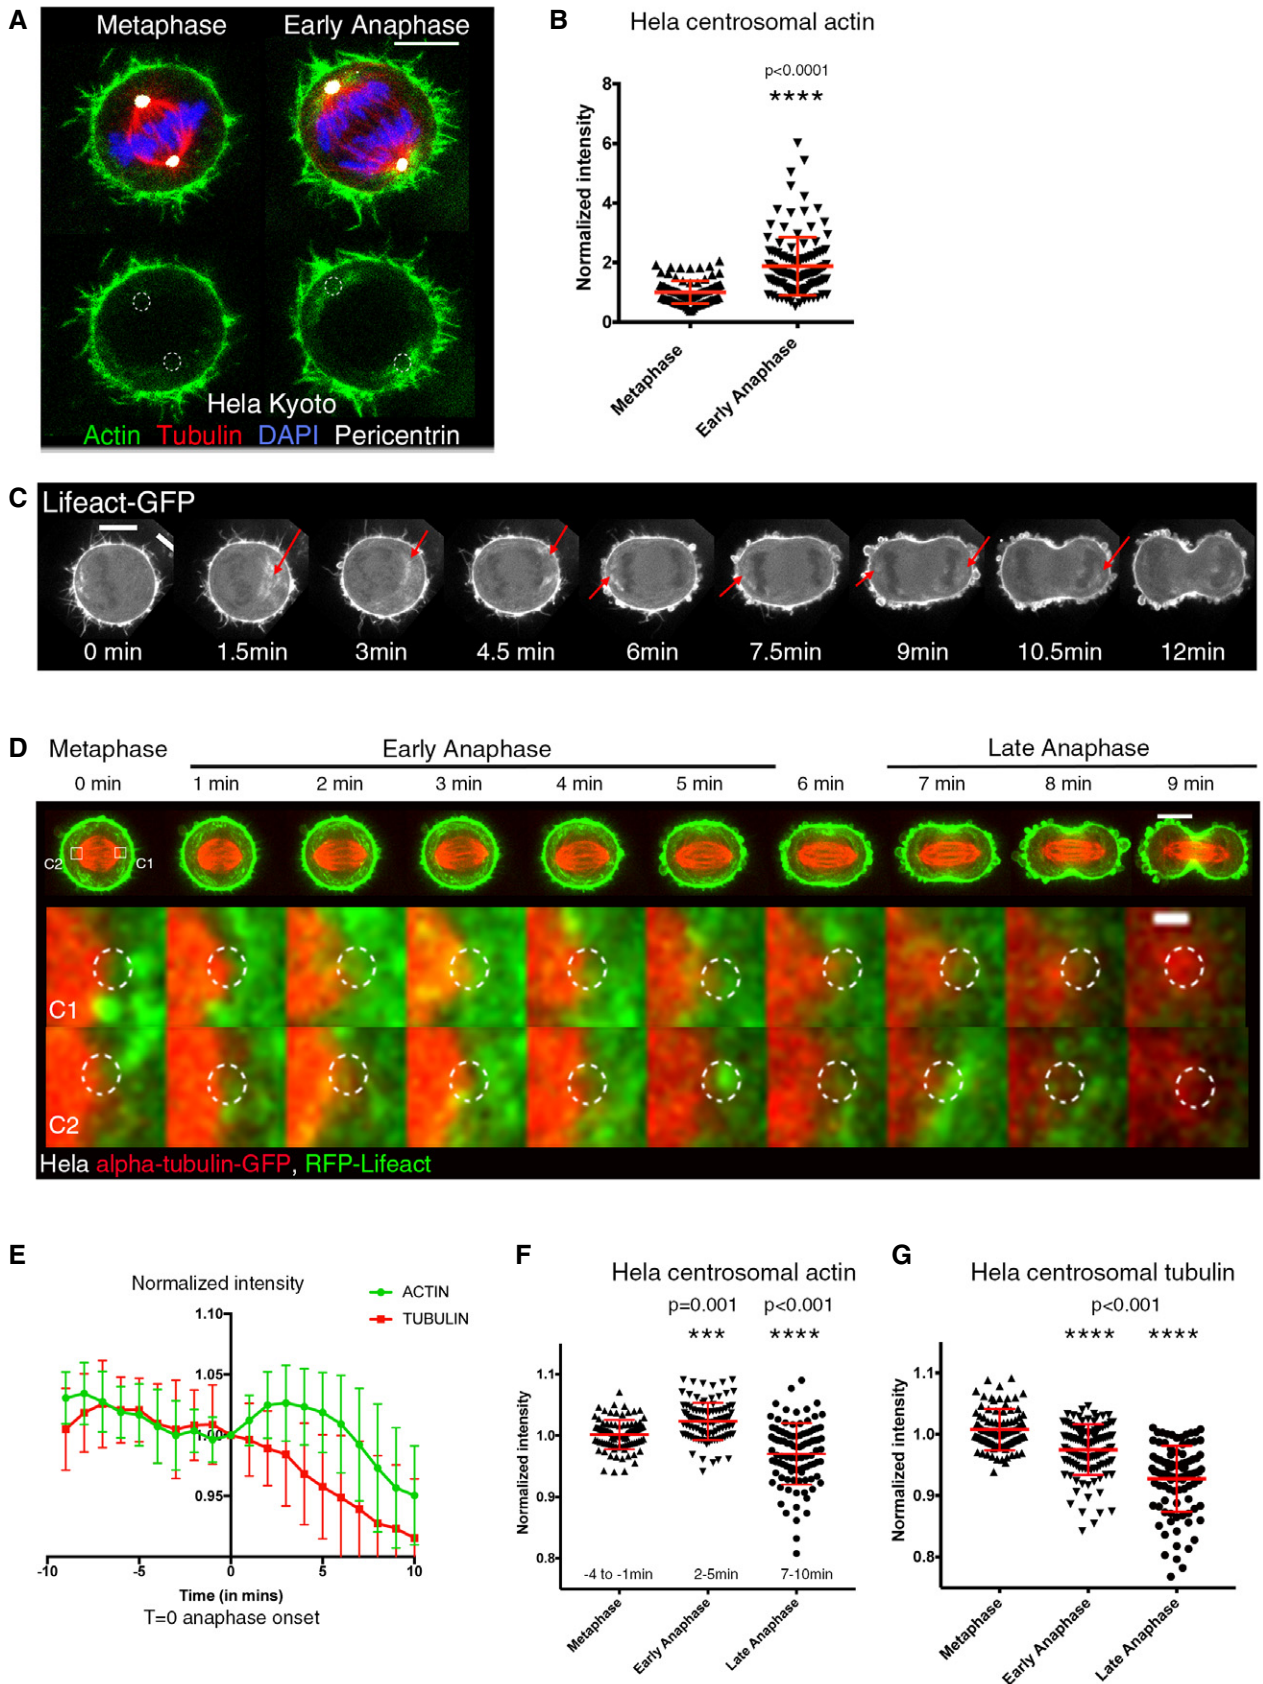 A
Metaphase Early Anaphase
Hela Kyoto
Actin Tubulin DAPI Pericentrin
B
Hela centrosomal actin
p<0.0001
****
Normalized intensity
8
6
4
2
0
Metaphase
Early Anaphase
C
Lifeact-GFP
0 min 1.5min 3min 4.5 min 6min 7.5min 9min 10.5min 12min
D
Metaphase Early Anaphase Late Anaphase
0 min 1 min 2 min 3 min 4 min 5 min 6 min 7 min 8 min 9 min
C2 C1
C1
C2
Hela alpha-tubulin-GFP, RFP-Lifeact
E
Normalized intensity
ACTIN
TUBULIN
1.10
1.05
1.00
0.95
-10 -5 0 5 10
Time (in mins)
T=0 anaphase onset
F
Hela centrosomal actin
p=0.001 p<0.001
*** ****
Normalized intensity
1.1
1.0
0.9
0.8
-4 to -1min 2-5min 7-10min
Metaphase
Early Anaphase
Late Anaphase
G
Hela centrosomal tubulin
p<0.001
**** ****
Normalized intensity
1.1
1.0
0.9
0.8
Metaphase
Early Anaphase
Late Anaphase